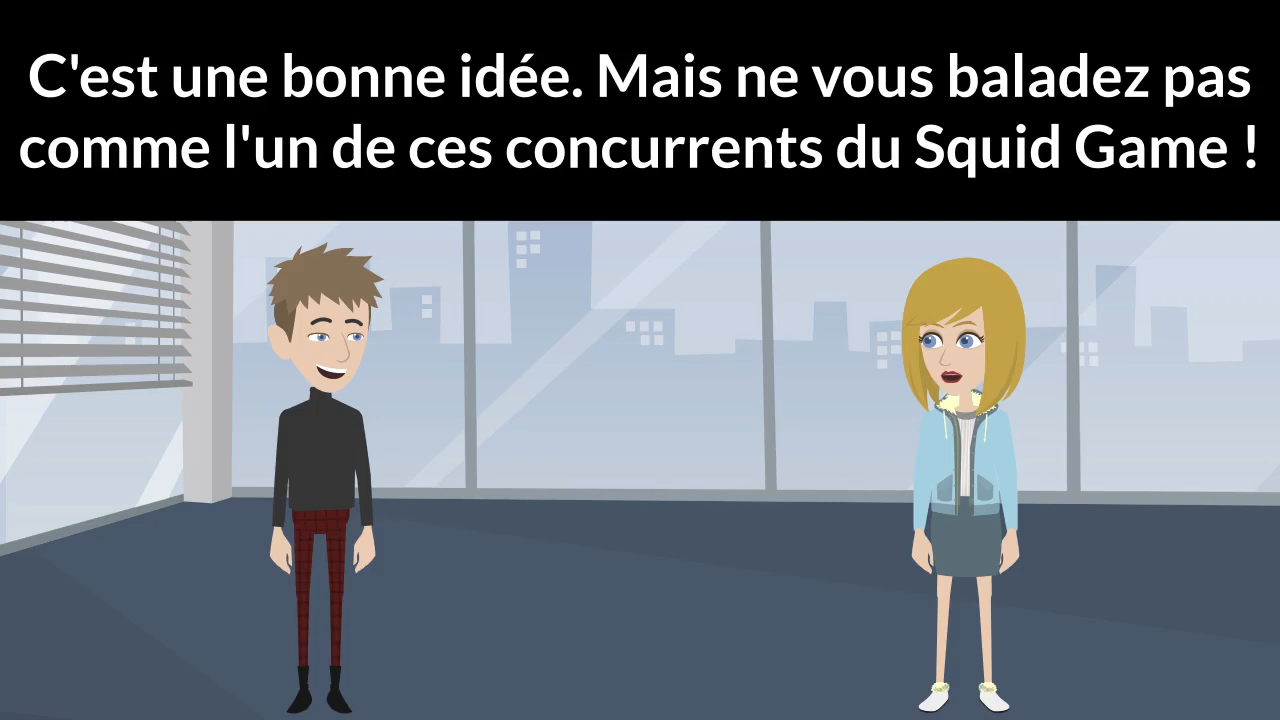 C'est une bonne idée. Mais ne vous baladez pas
comme l'un de ces concurrents du Squid Game !